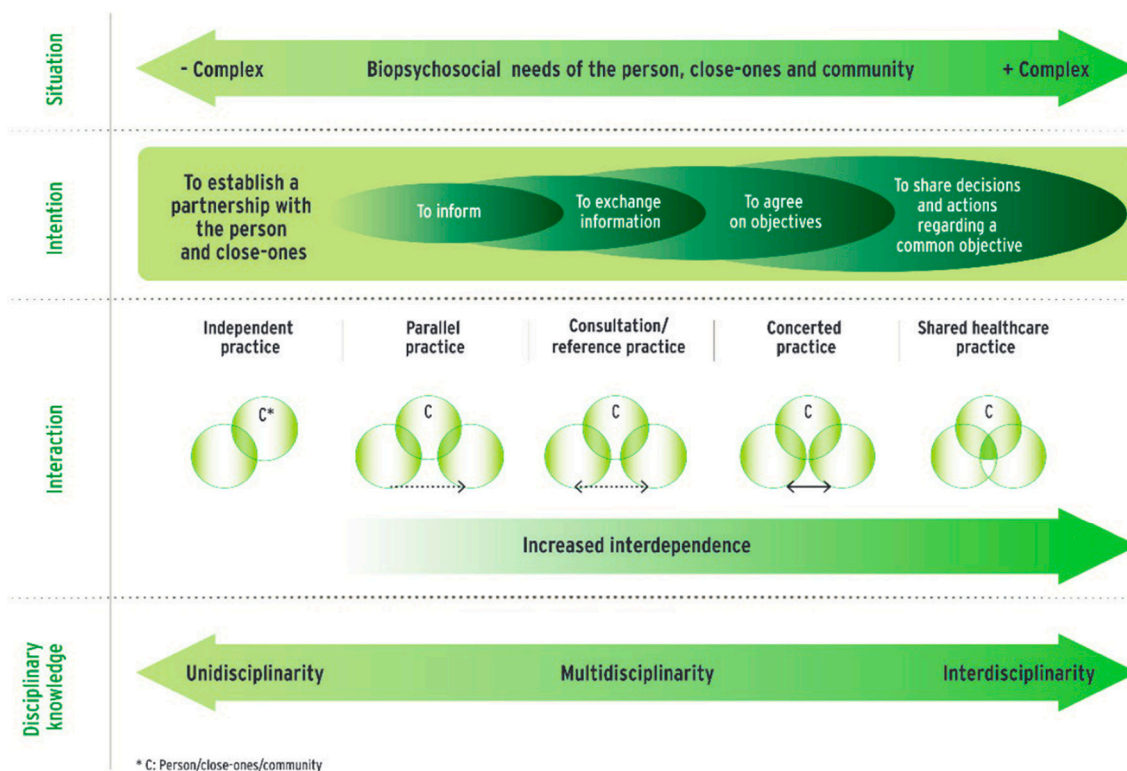 Situation
- Complex
Biopsychosocial needs of the person, close-ones and community
+ Complex
Intention
To establish a
partnership with
the person
and close-ones
To inform
To exchange
information
To agree
on objectives
To share decisions
and actions
regarding a
common objective
Interaction
Independent
practice
Parallel
practice
Consultation/
reference practice
Concerted
practice
Shared healthcare
practice
C*
C
C
C
C
Increased interdependence
Disciplinary
knowledge
Unidisciplinarity
Multidisciplinarity
Interdisciplinarity
* C: Person/close-ones/community